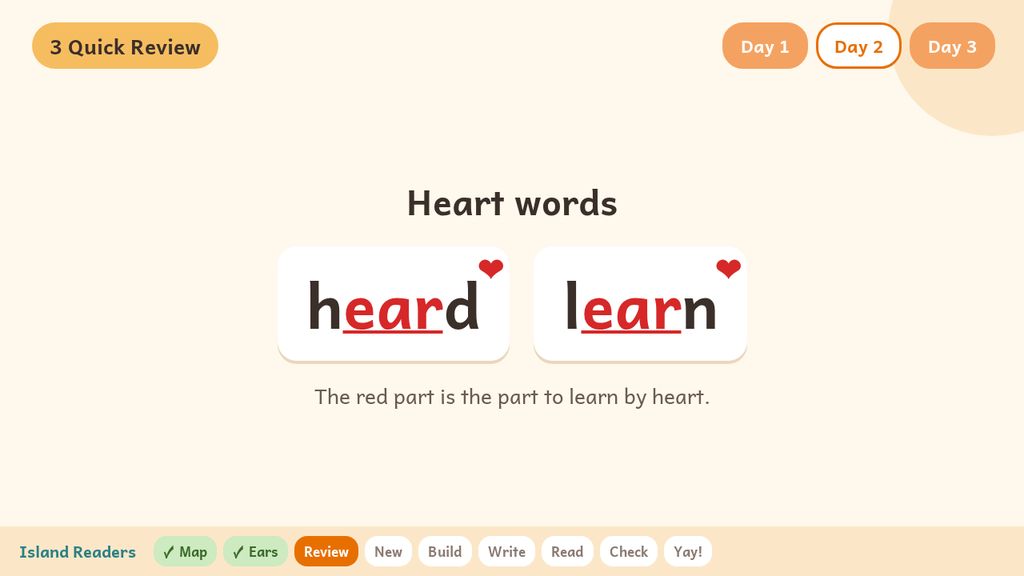 3 Quick Review
Day 1 Day 2 Day 3
Heart words
heard❤ learn❤
The red part is the part to learn by heart.
Island Readers ✓ Map ✓ Ears Review New Build Write Read Check Yay!